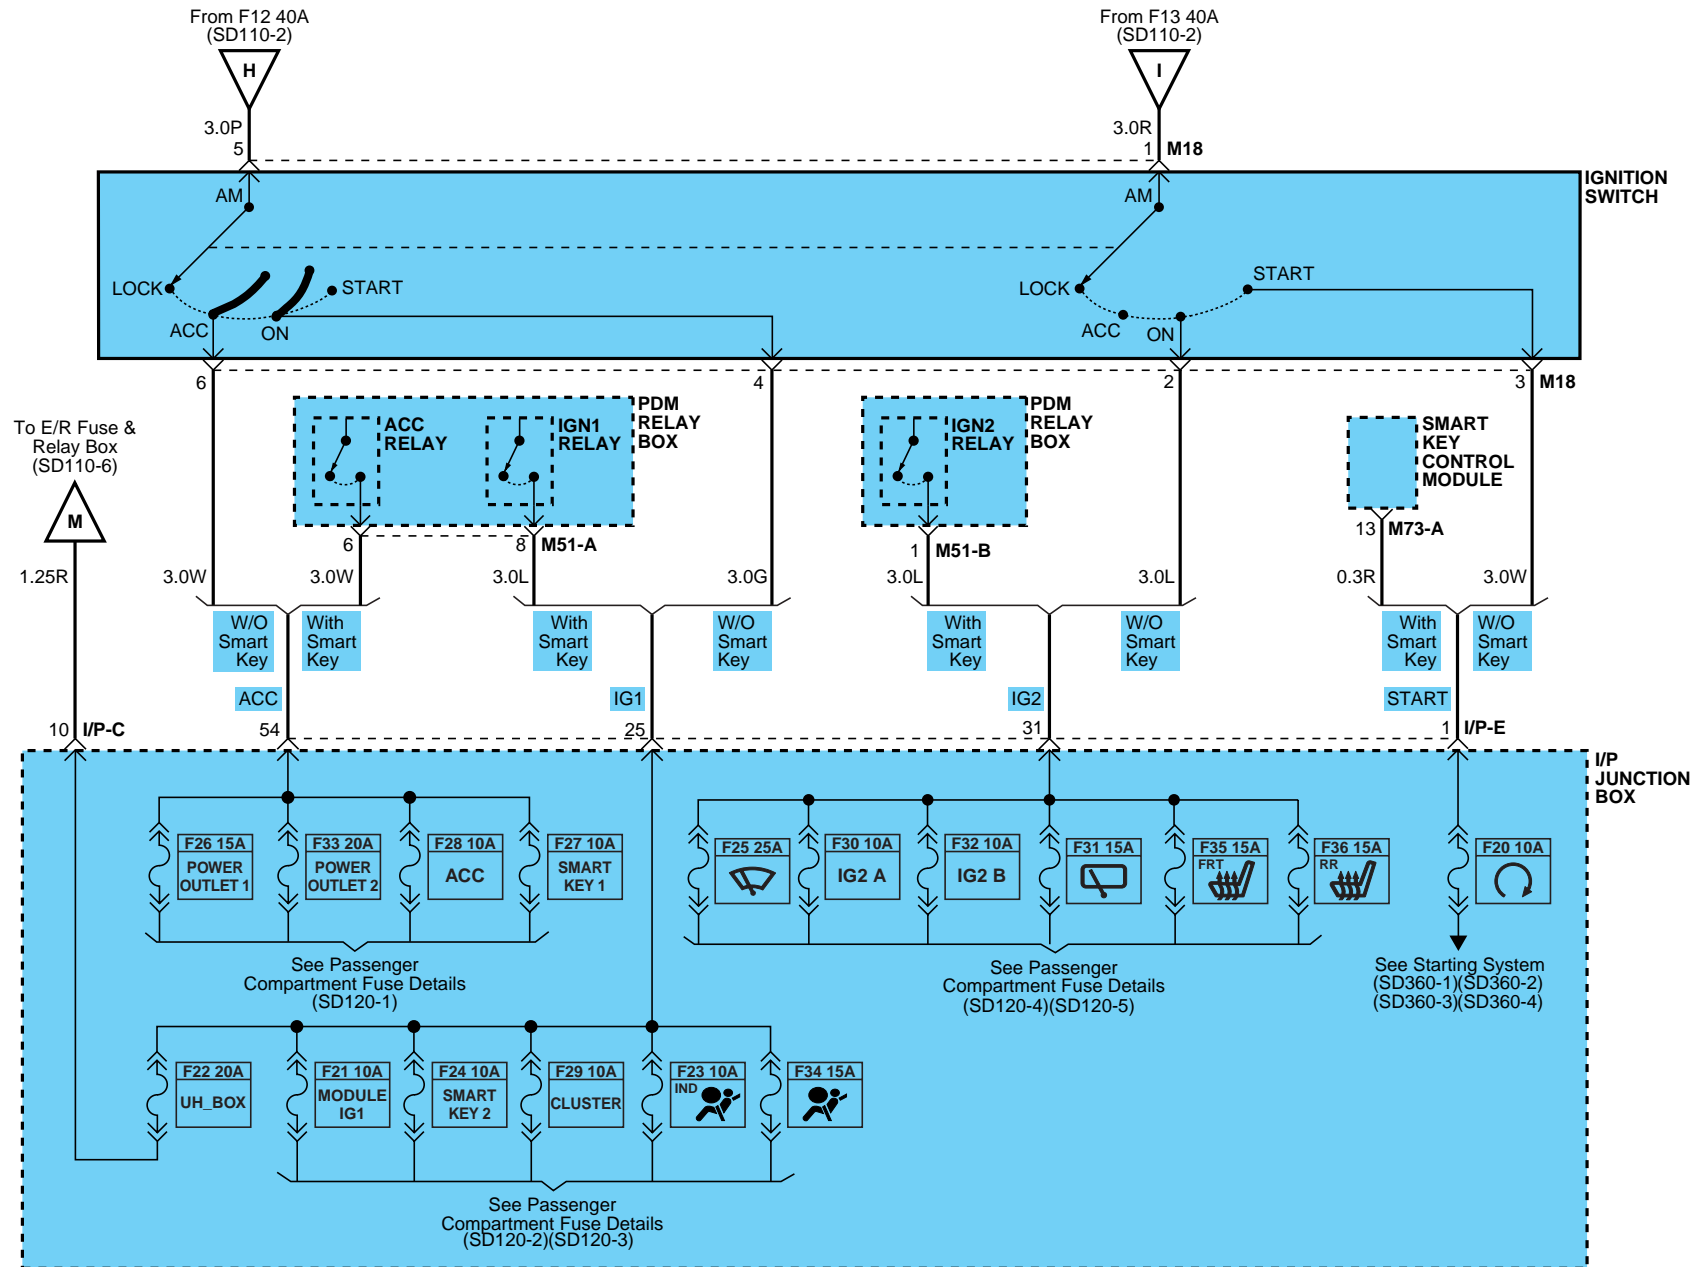 From F12 40A
(SD110-2)
H
3.0P
5
From F13 40A
(SD110-2)
I
3.0R
1 M18
IGNITION
SWITCH
AM
LOCK
ACC
ON
START
AM
LOCK
ACC
ON
START
6
4
2
3 M18
To E/R Fuse &
Relay Box
(SD110-6)
M
1.25R
ACC
RELAY
IGN1
RELAY
PDM
RELAY
BOX
IGN2
RELAY
PDM
RELAY
BOX
SMART
KEY
CONTROL
MODULE
6
8 M51-A
1 M51-B
13 M73-A
3.0W
3.0W
3.0L
3.0G
3.0L
3.0L
0.3R
3.0W
W/O
Smart
Key
With
Smart
Key
With
Smart
Key
W/O
Smart
Key
With
Smart
Key
W/O
Smart
Key
With
Smart
Key
W/O
Smart
Key
ACC
IG1
IG2
START
10 I/P-C
54
25
31
1 I/P-E
I/P
JUNCTION
BOX
F26 15A
POWER
OUTLET 1
F33 20A
POWER
OUTLET 2
F28 10A
ACC
F27 10A
SMART
KEY 1
F25 25A
F30 10A
IG2 A
F32 10A
IG2 B
F31 15A
F35 15A
FRT
F36 15A
RR
F20 10A
See Passenger
Compartment Fuse Details
(SD120-1)
See Passenger
Compartment Fuse Details
(SD120-4)(SD120-5)
See Starting System
(SD360-1)(SD360-2)
(SD360-3)(SD360-4)
F22 20A
UH_BOX
F21 10A
MODULE
IG1
F24 10A
SMART
KEY 2
F29 10A
CLUSTER
F23 10A
IND
F34 15A
See Passenger
Compartment Fuse Details
(SD120-2)(SD120-3)